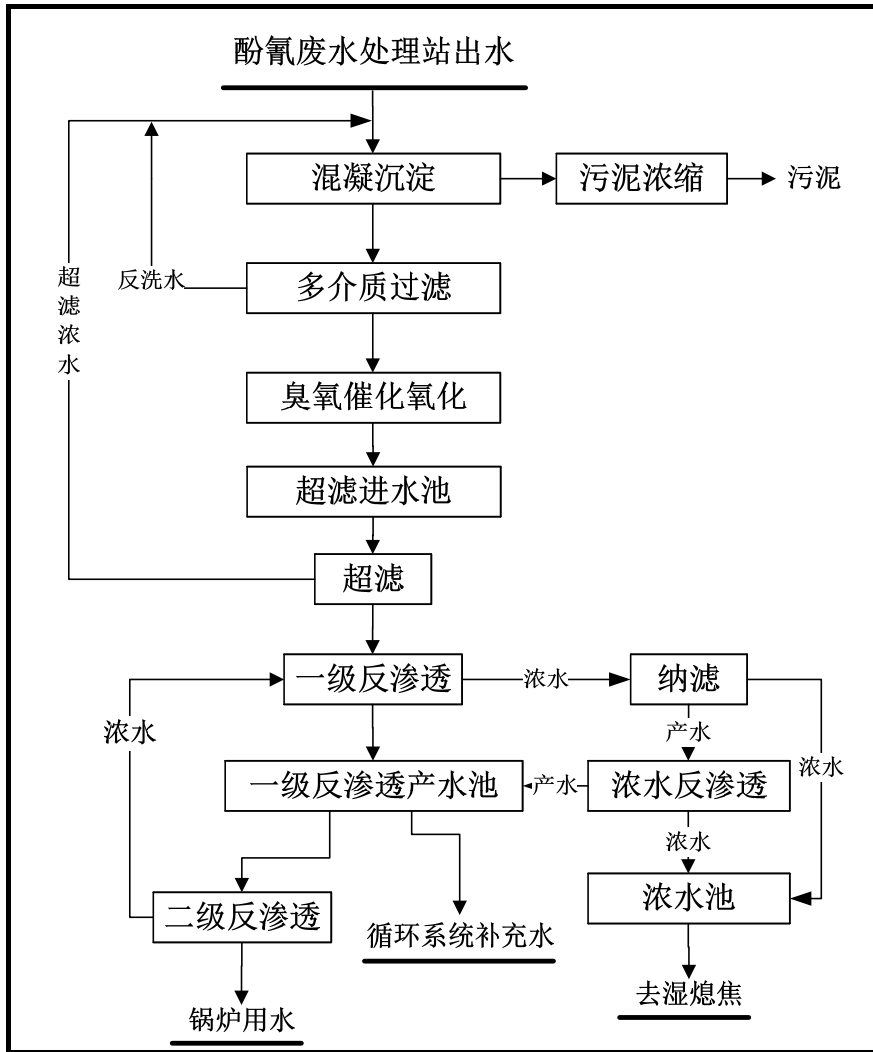 酚氰废水处理站出水
混凝沉淀
污泥浓缩
污泥
超滤浓水
反洗水
多介质过滤
臭氧催化氧化
超滤进水池
超滤
一级反渗透
浓水
纳滤
浓水
产水
浓水
一级反渗透产水池
产水
浓水反渗透
浓水
二级反渗透
浓水池
循环系统补充水
锅炉用水
去湿熄焦